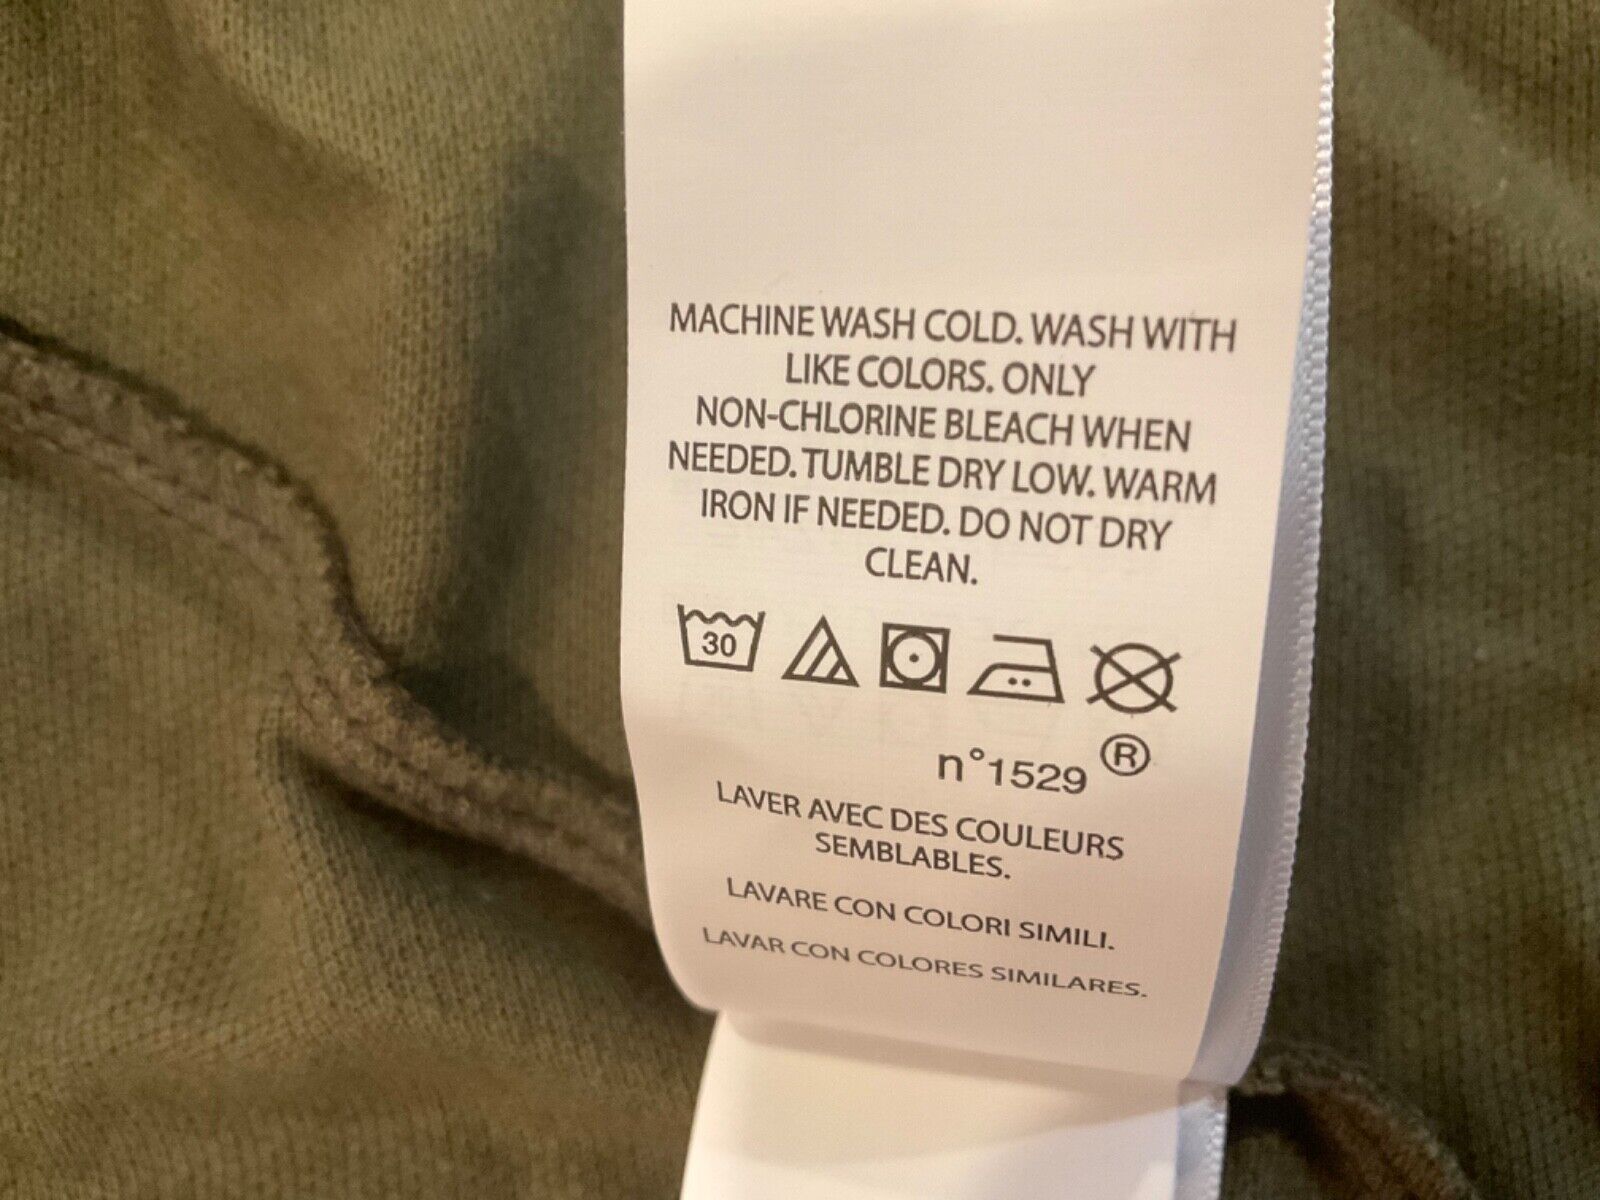 MACHINE WASH COLD. WASH WITH
LIKE COLORS. ONLY
NON-CHLORINE BLEACH WHEN
NEEDED. TUMBLE DRY LOW. WARM
IRON IF NEEDED. DO NOT DRY
CLEAN.
30
n°1529 ®
LAVER AVEC DES COULEURS
SEMBLABLES.
LAVARE CON COLORI SIMILI.
LAVAR CON COLORES SIMILARES.